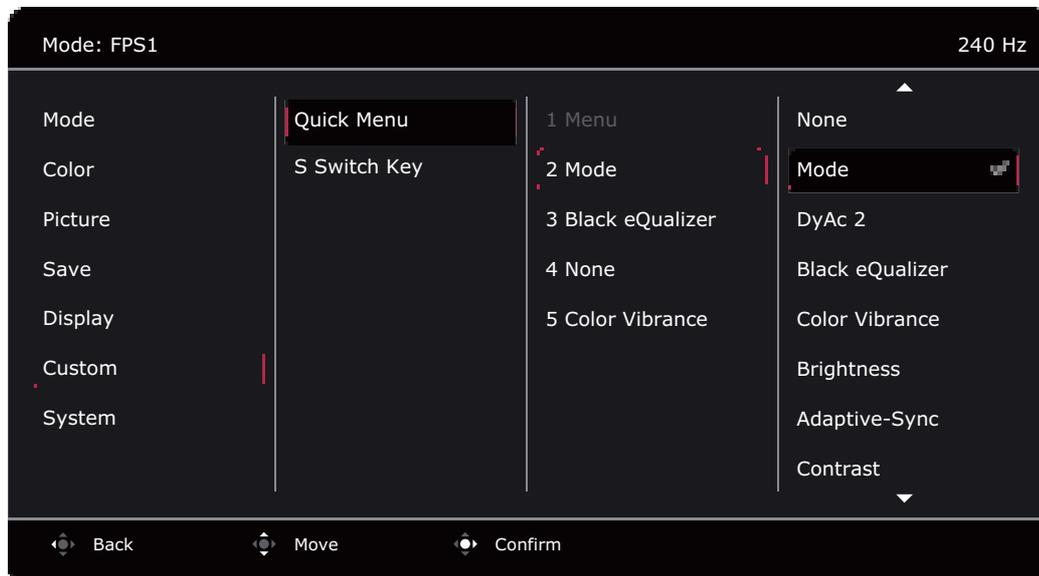 Mode: FPS1
240 Hz
Mode
Color
Picture
Save
Display
Custom
System
Quick Menu
S Switch Key
1 Menu
2 Mode
3 Black eQualizer
4 None
5 Color Vibrance
None
Mode
DyAc 2
Black eQualizer
Color Vibrance
Brightness
Adaptive-Sync
Contrast
Back
Move
Confirm